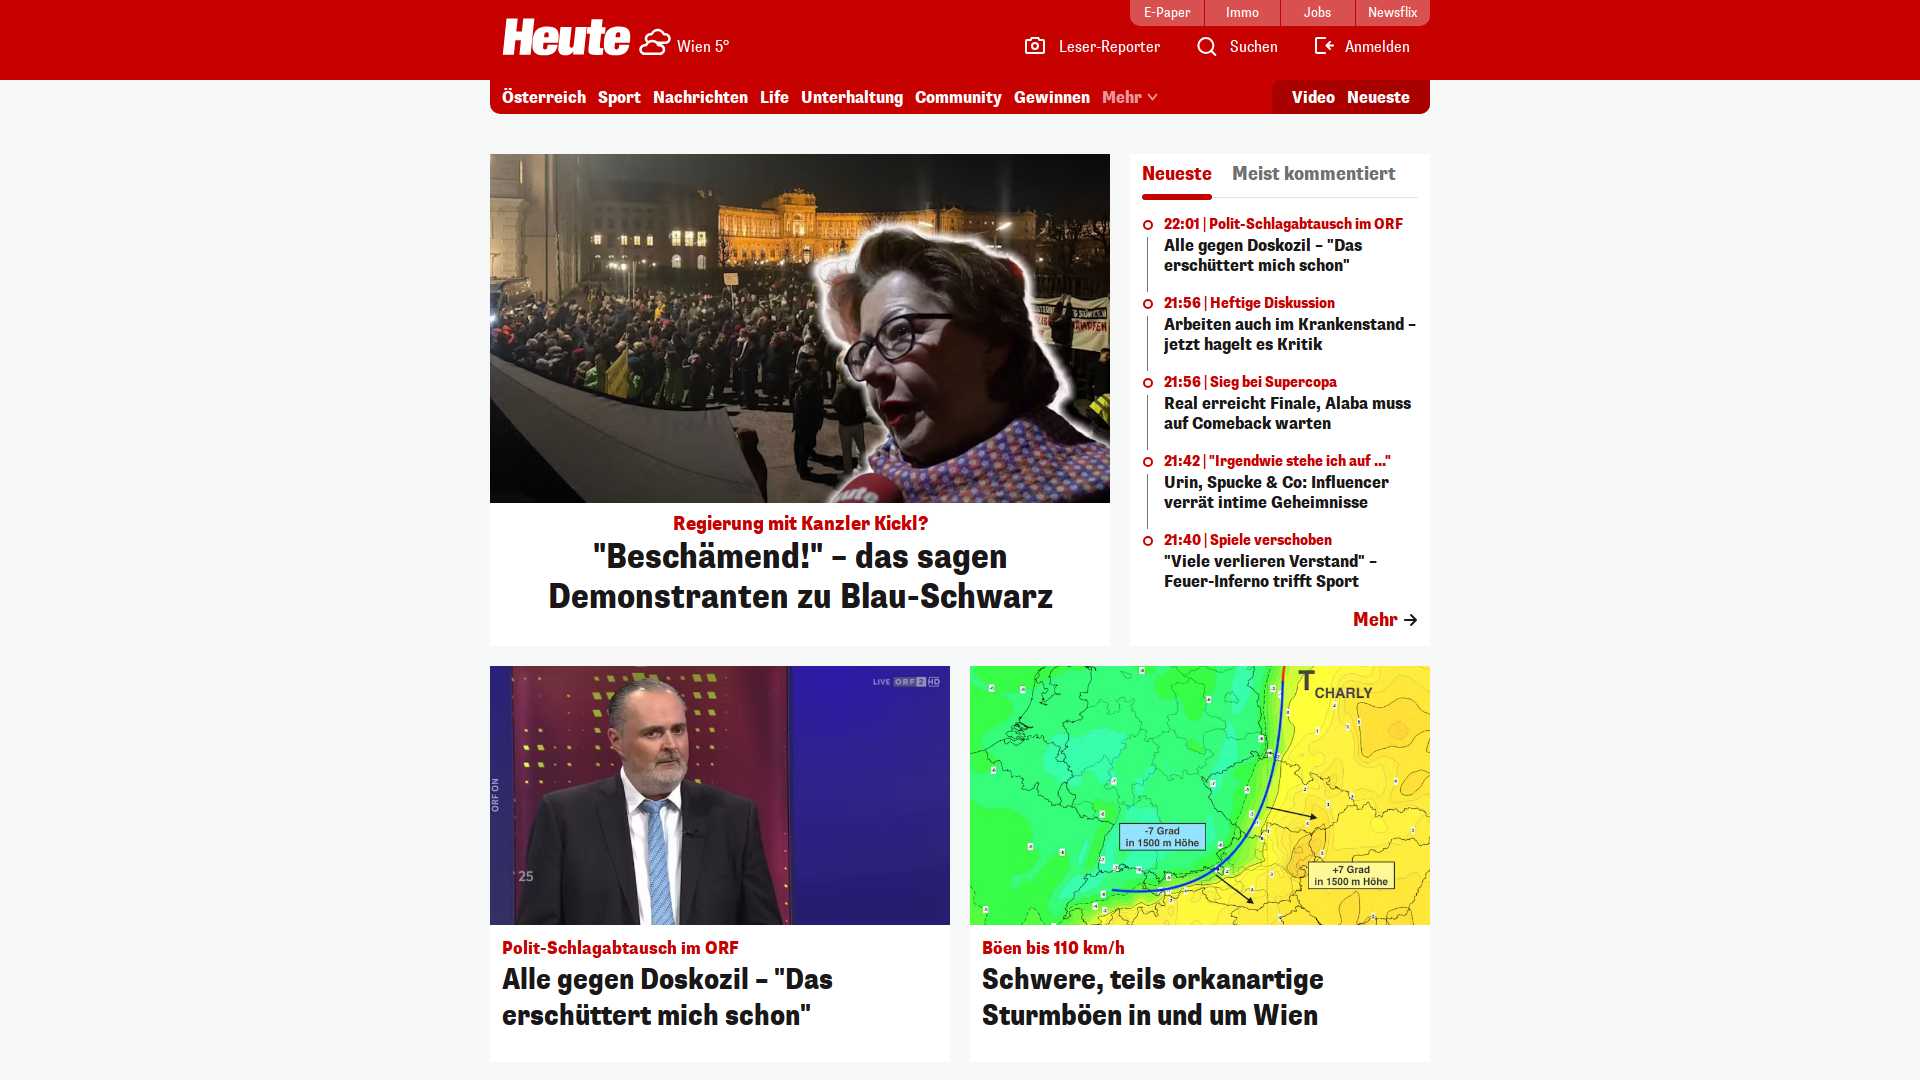 E-Paper
Immo
Jobs
Newsflix
Heute
Wien 5°
Leser-Reporter
Suchen
Anmelden
Österreich
Sport
Nachrichten
Life
Unterhaltung
Community
Gewinnen
Mehr
Video
Neueste
Neueste
Meist kommentiert
22:01 | Polit-Schlagabtausch im ORF
Alle gegen Doskozil – "Das
erschüttert mich schon"
21:56 | Heftige Diskussion
Arbeiten auch im Krankenstand –
jetzt hagelt es Kritik
21:56 | Sieg bei Supercopa
Real erreicht Finale, Alaba muss
auf Comeback warten
21:42 | "Irgendwie stehe ich auf ..."
Urin, Spucke & Co: Influencer
verrät intime Geheimnisse
21:40 | Spiele verschoben
"Viele verlieren Verstand" –
Feuer-Inferno trifft Sport
Mehr
Regierung mit Kanzler Kickl?
"Beschämend!" – das sagen
Demonstranten zu Blau-Schwarz
LIVE ORF 2 HD
ORF ON
' 25
T
CHARLY
-7 Grad
in 1500 m Höhe
+7 Grad
in 1500 m Höhe
Polit-Schlagabtausch im ORF
Alle gegen Doskozil – "Das
erschüttert mich schon"
Böen bis 110 km/h
Schwere, teils orkanartige
Sturmböen in und um Wien